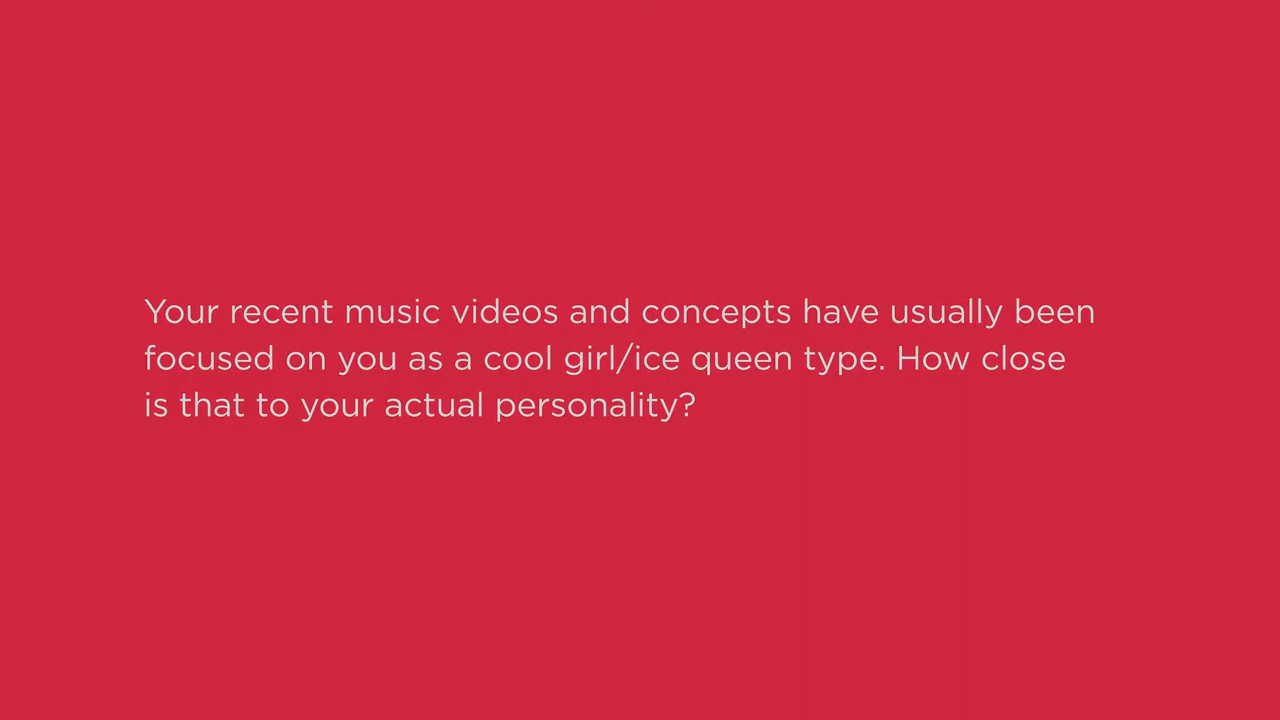 Your recent music videos and concepts have usually been
focused on you as a cool girl/ice queen type. How close
is that to your actual personality?